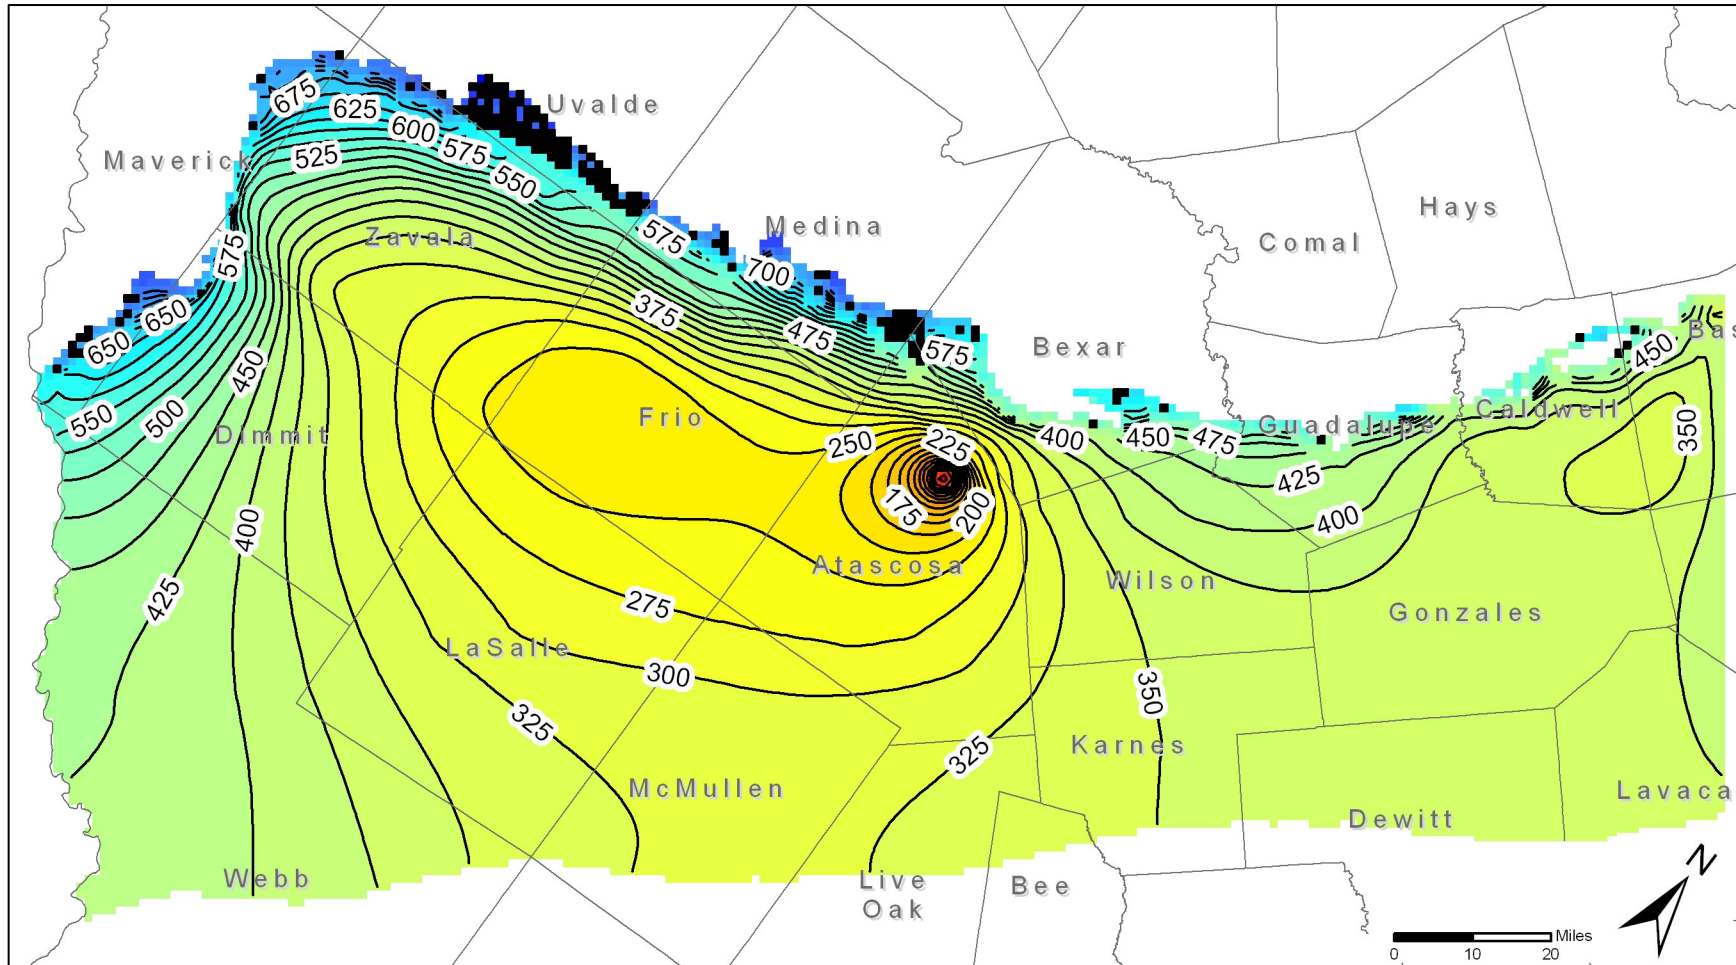 675
Uvalde
625
600
Maverick
525
575
550
Hays
Medina
575
Zavala
Comal
575
700
650
375
475
Bas
650
Bexar
575
450
450
550
500
Frio
Caldwell
Dimmit
250
225
400
450
475
Guadalupe
350
425
175
200
400
400
Atascosa
Wilson
425
275
Gonzales
LaSalle
300
350
325
325
Karnes
McMullen
Lavaca
Dewitt
N
Webb
Live
Oak
Bee
Miles
0 10 20